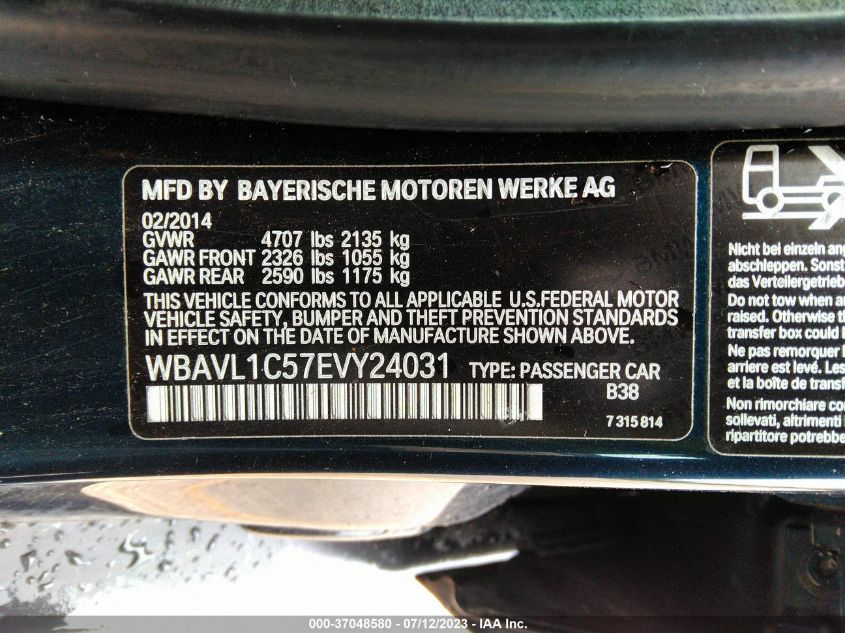 MFD BY BAYERISCHE MOTOREN WERKE AG
02/2014
GVWR 4707 lbs 2135 kg
GAWR FRONT 2326 lbs 1055 kg
GAWR REAR 2590 lbs 1175 kg
THIS VEHICLE CONFORMS TO ALL APPLICABLE U.S.FEDERAL MOTOR
VEHICLE SAFETY, BUMPER AND THEFT PREVENTION STANDARDS
IN EFFECT ON THE DATE OF MANUFACTURE SHOWN ABOVE.
WBAVL1C57EVY24031 TYPE: PASSENGER CAR
B38
7 315 814
Nicht bei einzeln
abschleppen. Sonst
das Verteilergetriebe
Do not tow when
raised. Otherwise
transfer box could
Ne pas remorquer
arriere est levé. Les
et la boîte de
Non rimorchiare
sollevati, altrimenti
ripartitore
000-37048580 - 07/12/2023 - IAA Inc.